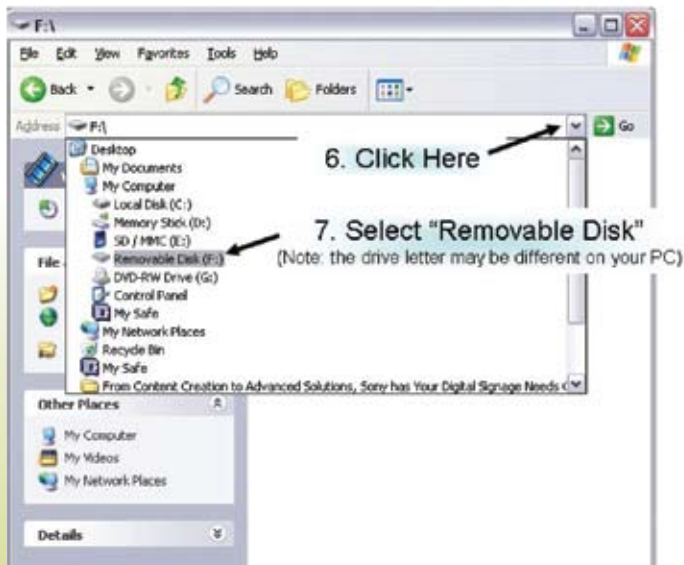 F:\
File Edit View Favorites Tools Help
Back Search Folders
Address F:\ Go
Desktop
My Documents
6. Click Here
My Computer
Local Disk (C:)
Memory Stick (D:)
SD / MMC (E:)
7. Select "Removable Disk"
Removable Disk (F:)
(Note: the drive letter may be different on your PC)
File
DVD-RW Drive (G:)
Control Panel
My Safe
My Network Places
Recycle Bin
My Safe
From Content Creation to Advanced Solutions, Sony has Your Digital Signage Needs
Other Places
My Computer
My Videos
My Network Places
Details